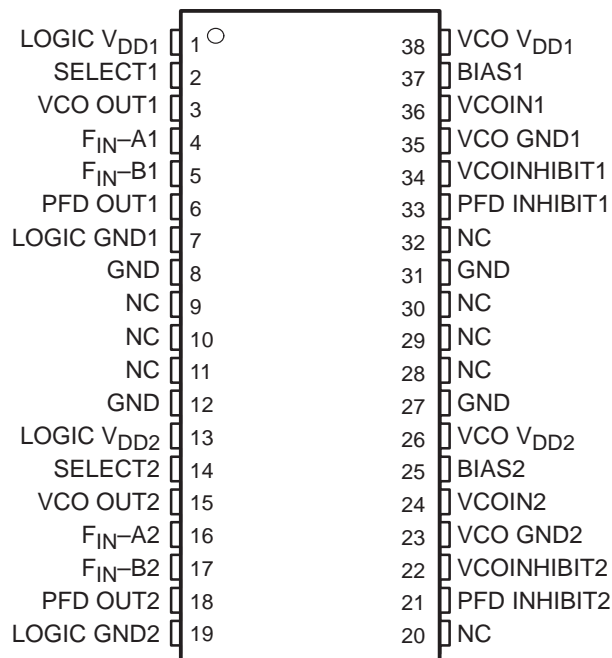 LOGIC VDD1 1 38 VCO VDD1
SELECT1 2 37 BIAS1
VCO OUT1 3 36 VCOIN1
FIN–A1 4 35 VCO GND1
FIN–B1 5 34 VCOINHIBIT1
PFD OUT1 6 33 PFD INHIBIT1
LOGIC GND1 7 32 NC
GND 8 31 GND
NC 9 30 NC
NC 10 29 NC
NC 11 28 NC
GND 12 27 GND
LOGIC VDD2 13 26 VCO VDD2
SELECT2 14 25 BIAS2
VCO OUT2 15 24 VCOIN2
FIN–A2 16 23 VCO GND2
FIN–B2 17 22 VCOINHIBIT2
PFD OUT2 18 21 PFD INHIBIT2
LOGIC GND2 19 20 NC